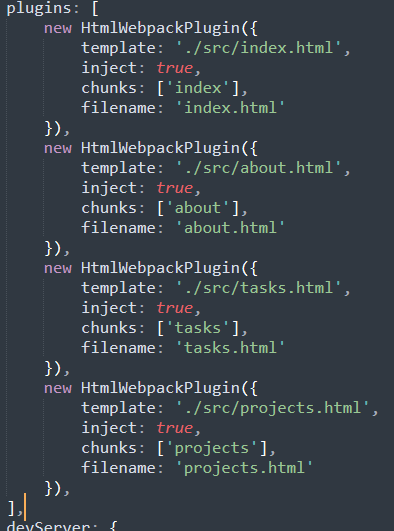 plugins: [
    new HtmlWebpackPlugin({
        template: './src/index.html',
        inject: true,
        chunks: ['index'],
        filename: 'index.html'
    }),
    new HtmlWebpackPlugin({
        template: './src/about.html',
        inject: true,
        chunks: ['about'],
        filename: 'about.html'
    }),
    new HtmlWebpackPlugin({
        template: './src/tasks.html',
        inject: true,
        chunks: ['tasks'],
        filename: 'tasks.html'
    }),
    new HtmlWebpackPlugin({
        template: './src/projects.html',
        inject: true,
        chunks: ['projects'],
        filename: 'projects.html'
    }),
],
devServer: {